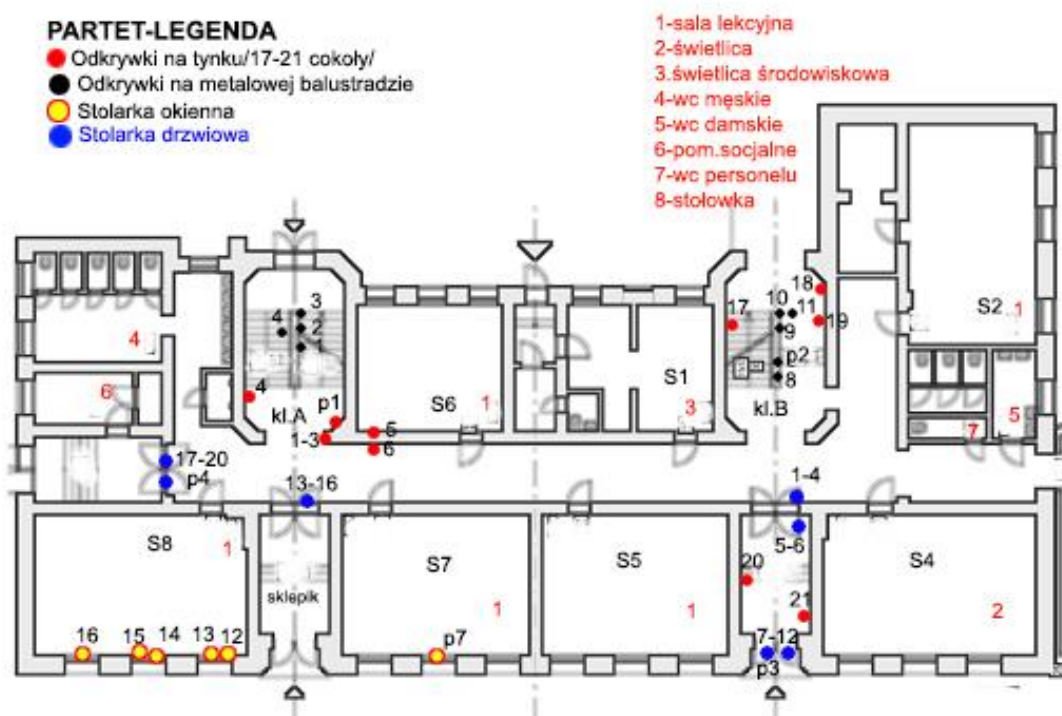 PARTET-LEGENDA
Odkrywki na tynku/17-21 cokoły/
Odkrywki na metalowej balustradzie
Stolarka okienna
Stolarka drzwiowa
1-sala lekcyjna
2-świetlica
3.świetlica środowiskowa
4-wc męskie
5-wc damskie
6-pom.socjalne
7-wc personelu
8-stołowka
18
3
10
11
17
19
S2
1
4
2
9
1
4
p2
6
4
8
S6
1
S1
3
5
p1
kl.A
kl.B
1-3
5
7
6
17-20
p4
13-16
1-4
5-6
S8
1
S7
S5
S4
20
sklepik
1
1
21
2
16
15
14
13
12
p7
7-12
p3